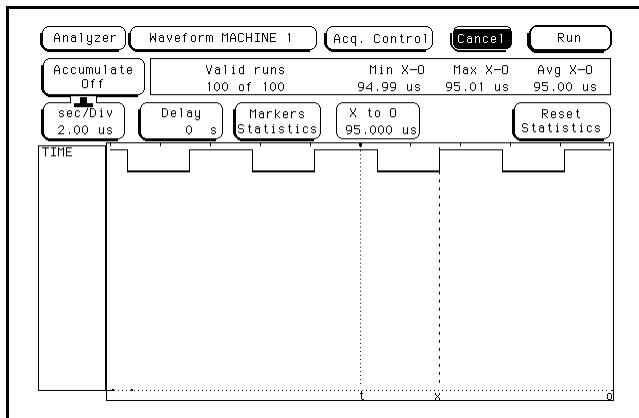 Analyzer Waveform MACHINE 1 Acq. Control Cancel Run
Accumulate Off
Valid runs 100 of 100
Min X-O 94.99 us
Max X-O 95.01 us
Avg X-O 95.00 us
sec/Div 2.00 us
Delay 0 s
Markers Statistics
X to O 95.000 us
Reset Statistics
TIME
t x o